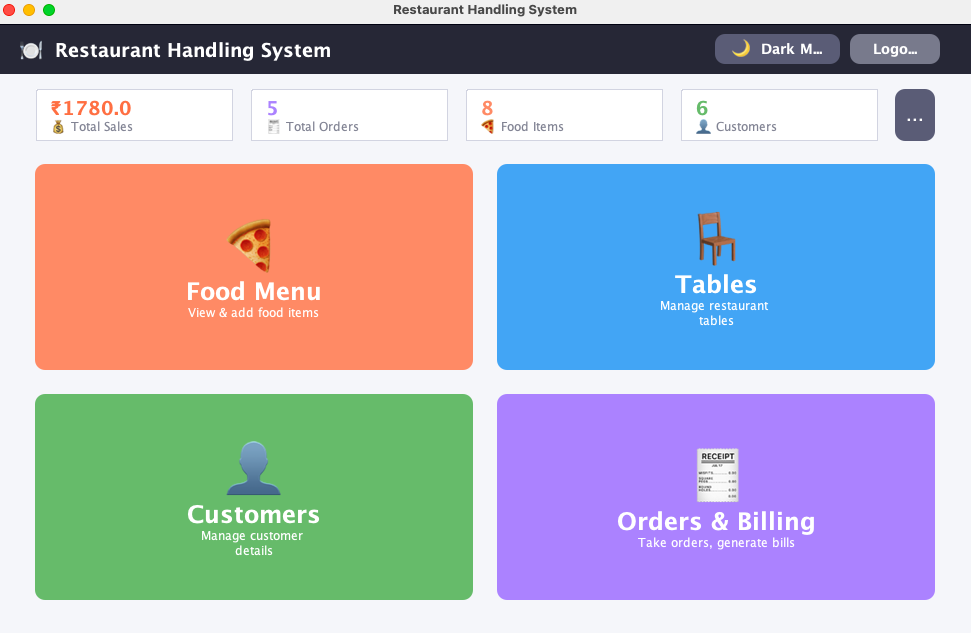 Restaurant Handling System
Restaurant Handling System
Dark M...
Logo...
₹1780.0
Total Sales
5
Total Orders
8
Food Items
6
Customers
...
Food Menu
View & add food items
Tables
Manage restaurant
tables
Customers
Manage customer
details
RECEIPT
Orders & Billing
Take orders, generate bills